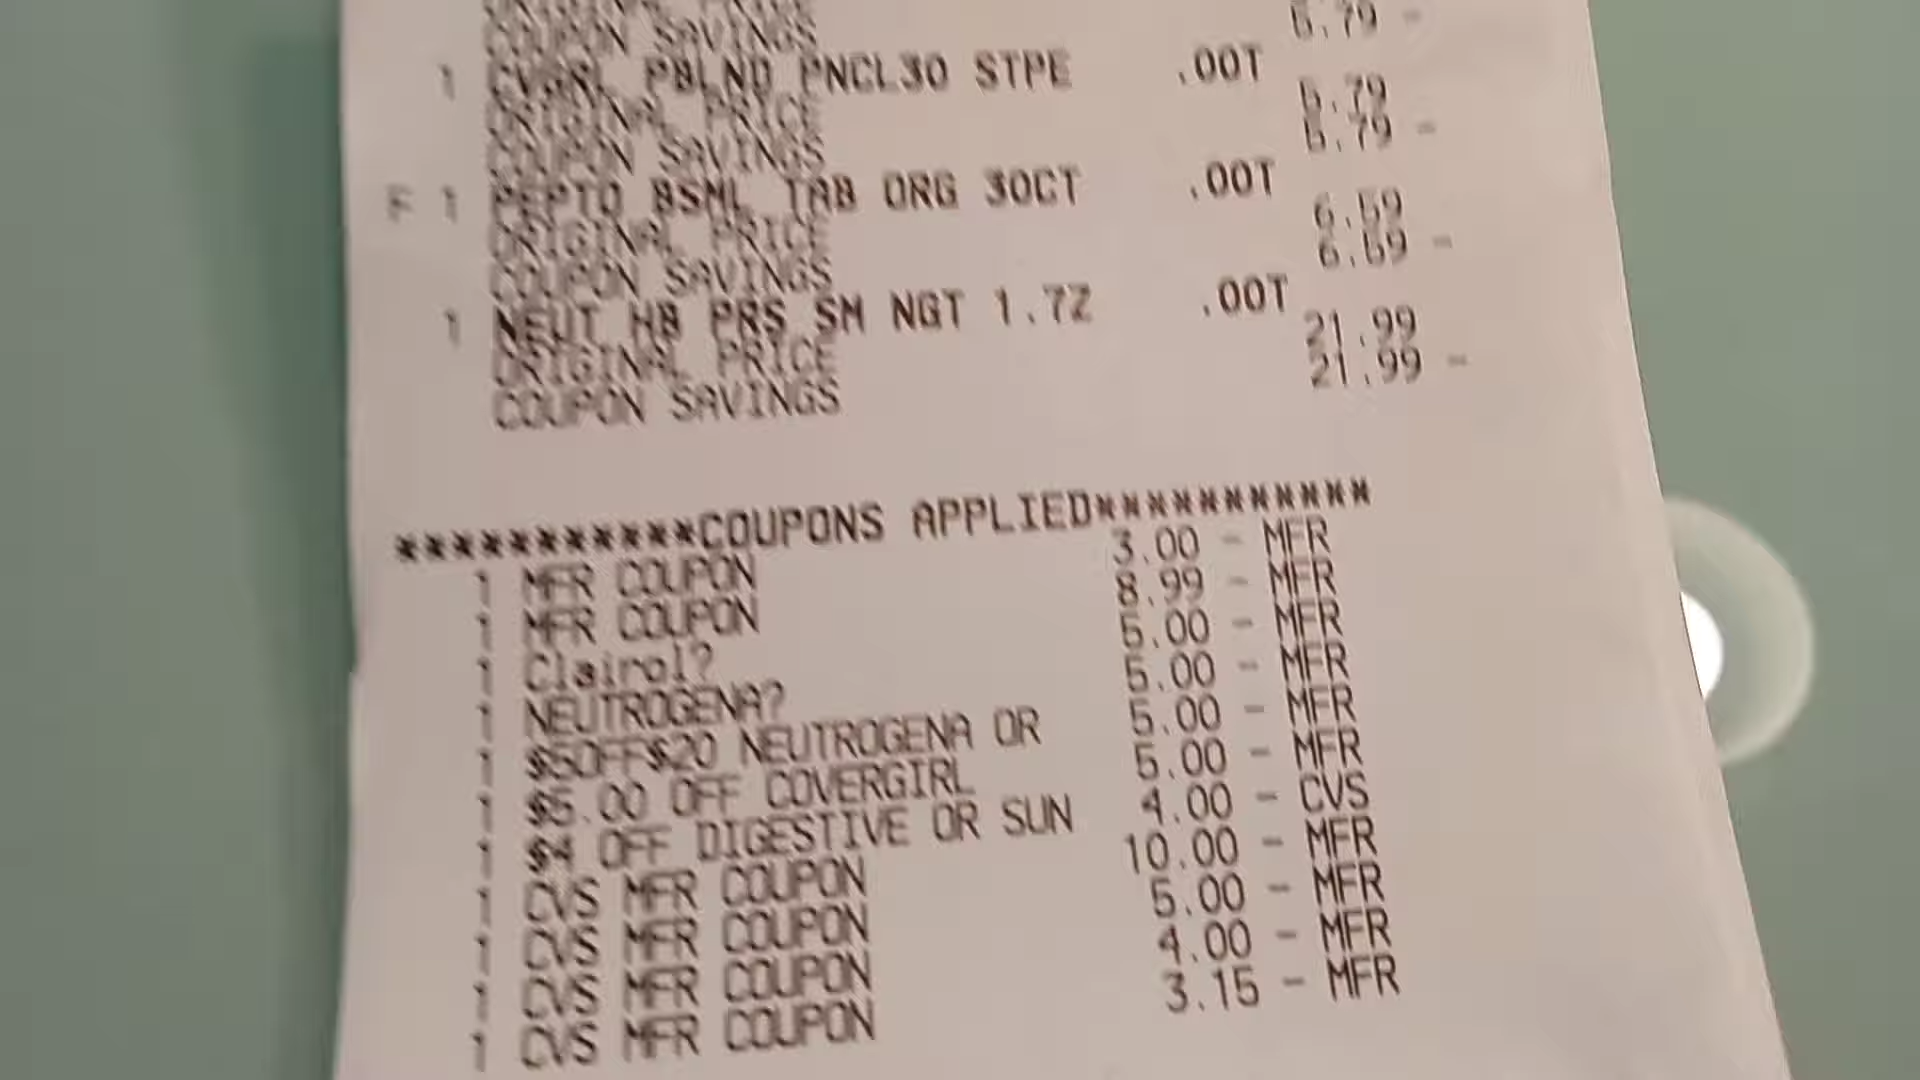 COUPON SAVINGS 5.79 -
1 CVGRL PBLND PNCL30 STPE .00T
ORIGINAL PRICE 5.79
COUPON SAVINGS 5.79 -
F 1 PEPTO BSML TAB ORG 30CT .00T
ORIGINAL PRICE 6.59
COUPON SAVINGS 6.59 -
1 NEUT HB PRS SM NGT 1.7Z .00T
ORIGINAL PRICE 21.99
COUPON SAVINGS 21.99 -
***********COUPONS APPLIED***********
1 MFR COUPON 3.00 - MFR
1 MFR COUPON 8.99 - MFR
1 Clairol? 5.00 - MFR
1 NEUTROGENA? 5.00 - MFR
1 $5OFF$20 NEUTROGENA OR 5.00 - MFR
1 $5.00 OFF COVERGIRL 5.00 - MFR
1 $4 OFF DIGESTIVE OR SUN 4.00 - CVS
1 CVS MFR COUPON 10.00 - MFR
1 CVS MFR COUPON 5.00 - MFR
1 CVS MFR COUPON 4.00 - MFR
1 CVS MFR COUPON 3.15 - MFR